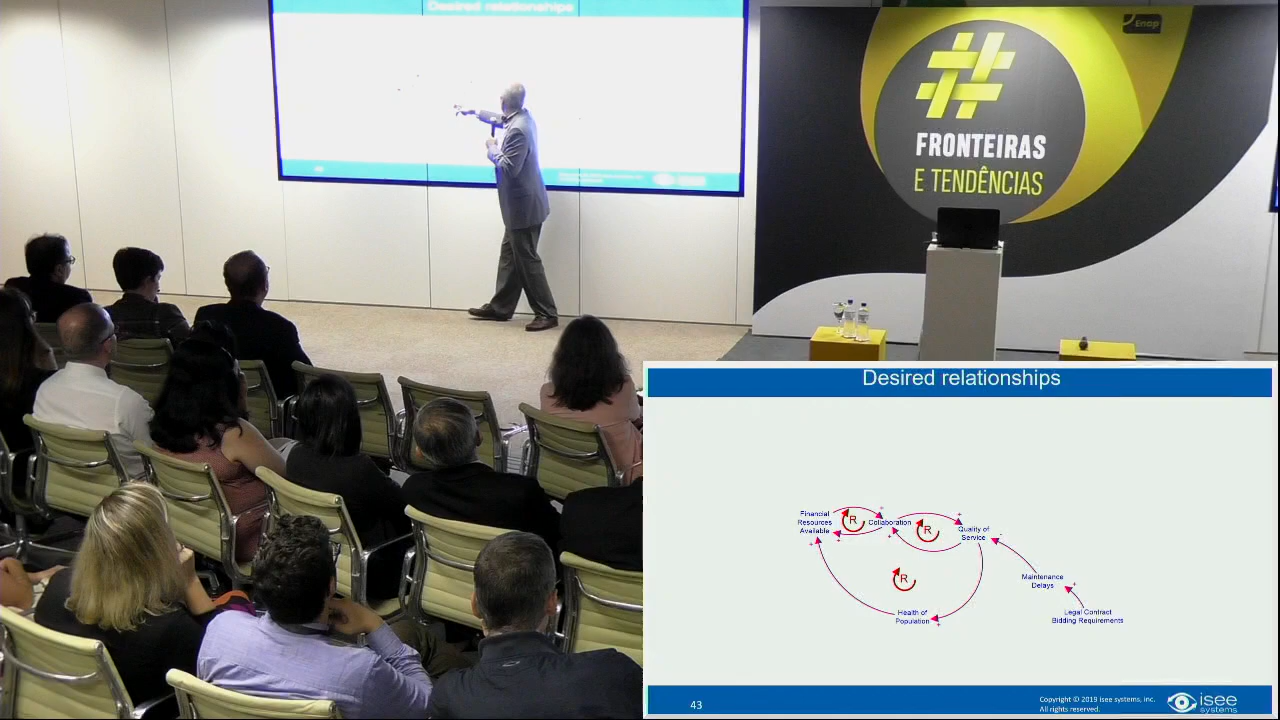 Desired relationships
isee
Enap
FRONTEIRAS
E TENDÊNCIAS
Desired relationships
Financial
Resources
Available
R
Collaboration
R
Quality of
Service
R
Maintenance
Delays
Health of
Population
Legal Contract
Bidding Requirements
43
Copyright © 2019 isee systems, inc.
All rights reserved.
isee
systems